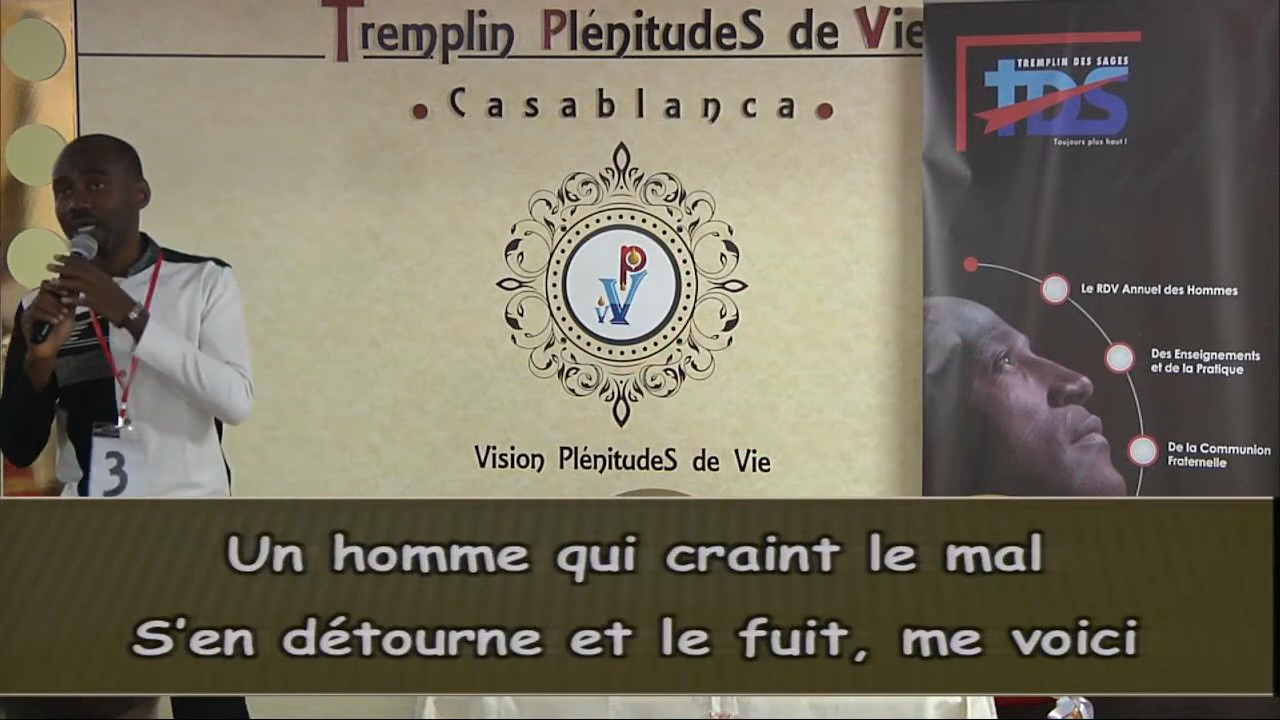 Tremplin PlénitudeS de Vie
• Casablanca •
PVV
Vision PlénitudeS de Vie
TREMPLIN DES SAGES
TDS
Toujours plus haut !
Le RDV Annuel des Hommes
Des Enseignements
et de la Pratique
De la Communion
Fraternelle
3
Un homme qui craint le mal
S'en détourne et le fuit, me voici